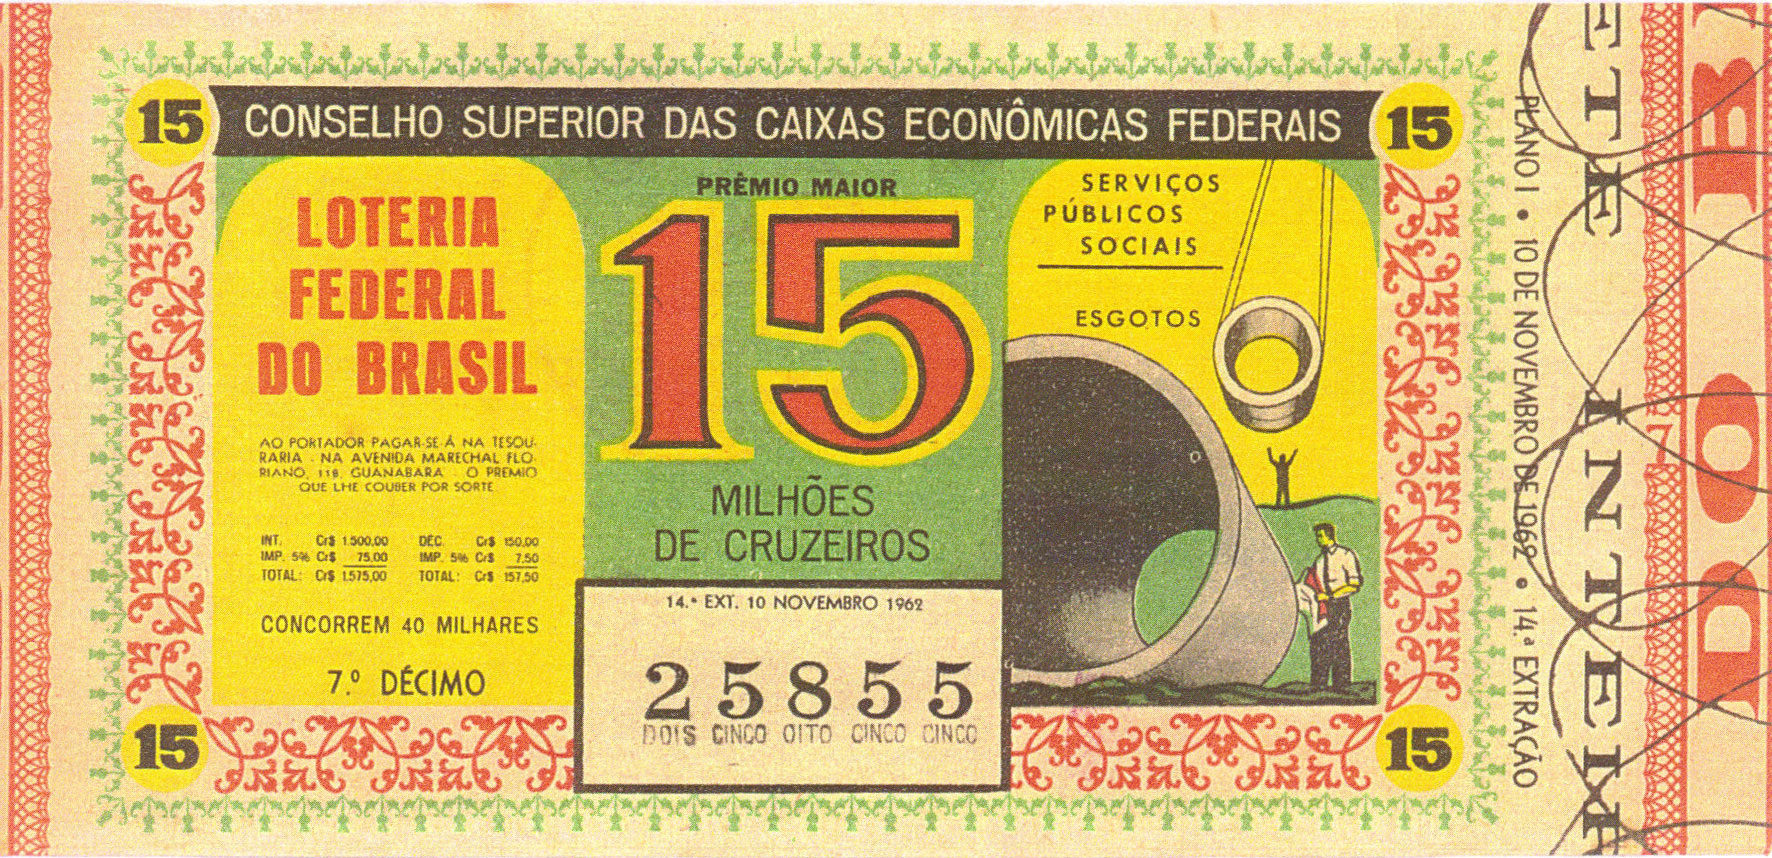 15
CONSELHO SUPERIOR DAS CAIXAS ECONÔMICAS FEDERAIS
15
LOTERIA
FEDERAL
DO BRASIL
AO PORTADOR PAGAR-SE-Á NA TESOU-
RARIA - NA AVENIDA MARECHAL FLO-
RIANO, 118, GUANABARA - O PREMIO
QUE LHE COUBER POR SORTE
INT. Cr$ 1.500,00 DÉC. Cr$ 150,00
IMP. 5% Cr$ 75,00 IMP. 5% Cr$ 7,50
TOTAL: Cr$ 1.575,00 TOTAL: Cr$ 157,50
CONCORREM 40 MILHARES
7.º DÉCIMO
PRÊMIO MAIOR
15
MILHÕES
DE CRUZEIROS
14.ª EXT. 10 NOVEMBRO 1962
25855
DOIS CINCO OITO CINCO CINCO
SERVIÇOS
PÚBLICOS
SOCIAIS
ESGOTOS
15
15
PLANO I • 10 DE NOVEMBRO DE 1962 • 14.ª EXTRAÇÃO
ETE INTEIR
7
DO BR